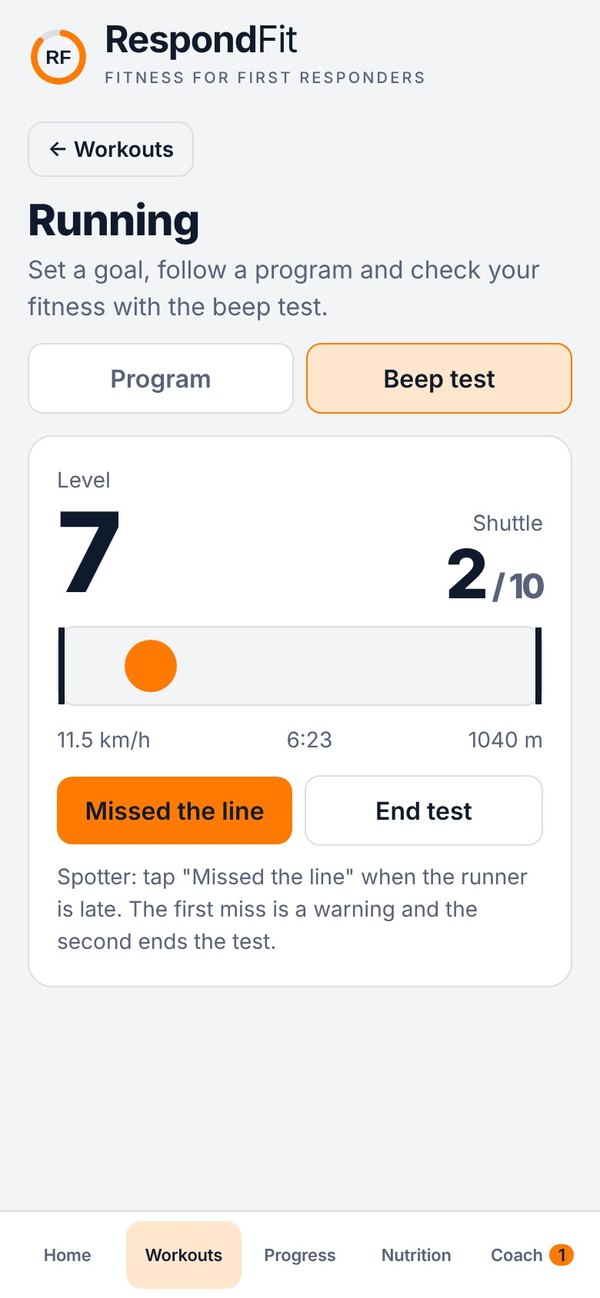 RF
RespondFit
FITNESS FOR FIRST RESPONDERS
← Workouts
Running
Set a goal, follow a program and check your
fitness with the beep test.
Program
Beep test
Level
7
Shuttle
2/10
11.5 km/h
6:23
1040 m
Missed the line
End test
Spotter: tap "Missed the line" when the runner
is late. The first miss is a warning and the
second ends the test.
Home
Workouts
Progress
Nutrition
Coach 1